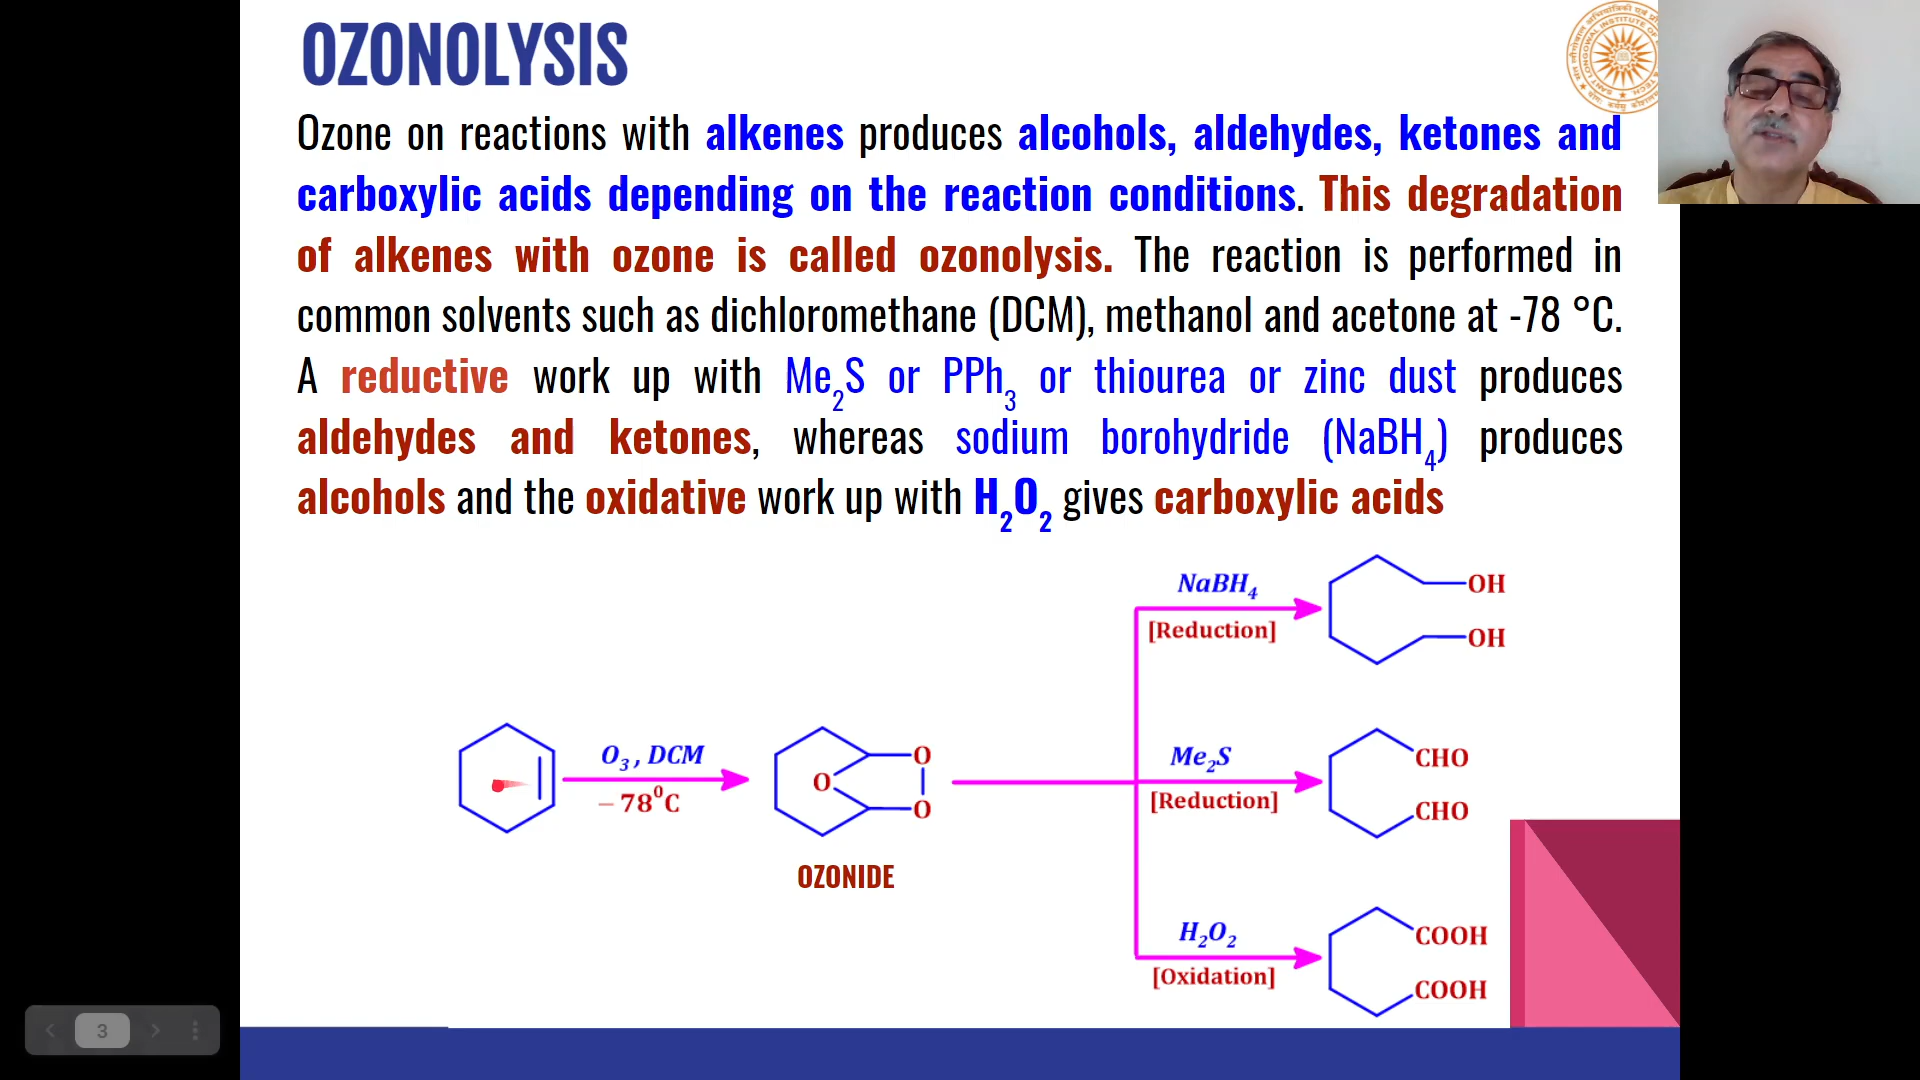 OZONOLYSIS
Ozone on reactions with alkenes produces alcohols, aldehydes, ketones and
carboxylic acids depending on the reaction conditions. This degradation
of alkenes with ozone is called ozonolysis. The reaction is performed in
common solvents such as dichloromethane (DCM), methanol and acetone at -78 °C.
A reductive work up with Me₂S or PPh₃ or thiourea or zinc dust produces
aldehydes and ketones, whereas sodium borohydride (NaBH₄) produces
alcohols and the oxidative work up with H₂O₂ gives carboxylic acids
NaBH₄
[Reduction]
OH
OH
O₃, DCM
– 78⁰C
O
O
O
OZONIDE
Me₂S
[Reduction]
CHO
CHO
H₂O₂
[Oxidation]
COOH
COOH
3